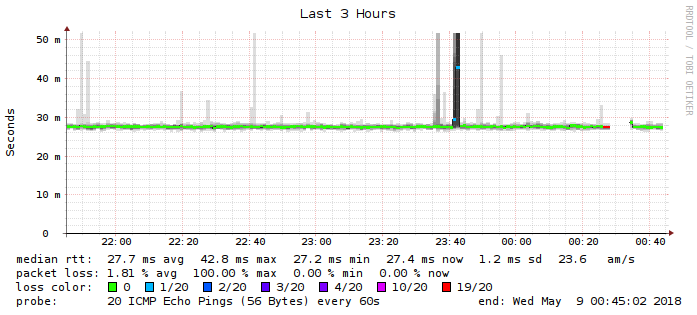 Last 3 Hours
RRDTOOL / TOBI OETIKER
Seconds
50 m
40 m
30 m
20 m
10 m
0
22:00 22:20 22:40 23:00 23:20 23:40 00:00 00:20 00:40
median rtt: 27.7 ms avg 42.8 ms max 27.2 ms min 27.4 ms now 1.2 ms sd 23.6 am/s
packet loss: 1.81 % avg 100.00 % max 0.00 % min 0.00 % now
loss color: 0 1/20 2/20 3/20 4/20 10/20 19/20
probe: 20 ICMP Echo Pings (56 Bytes) every 60s end: Wed May 9 00:45:02 2018